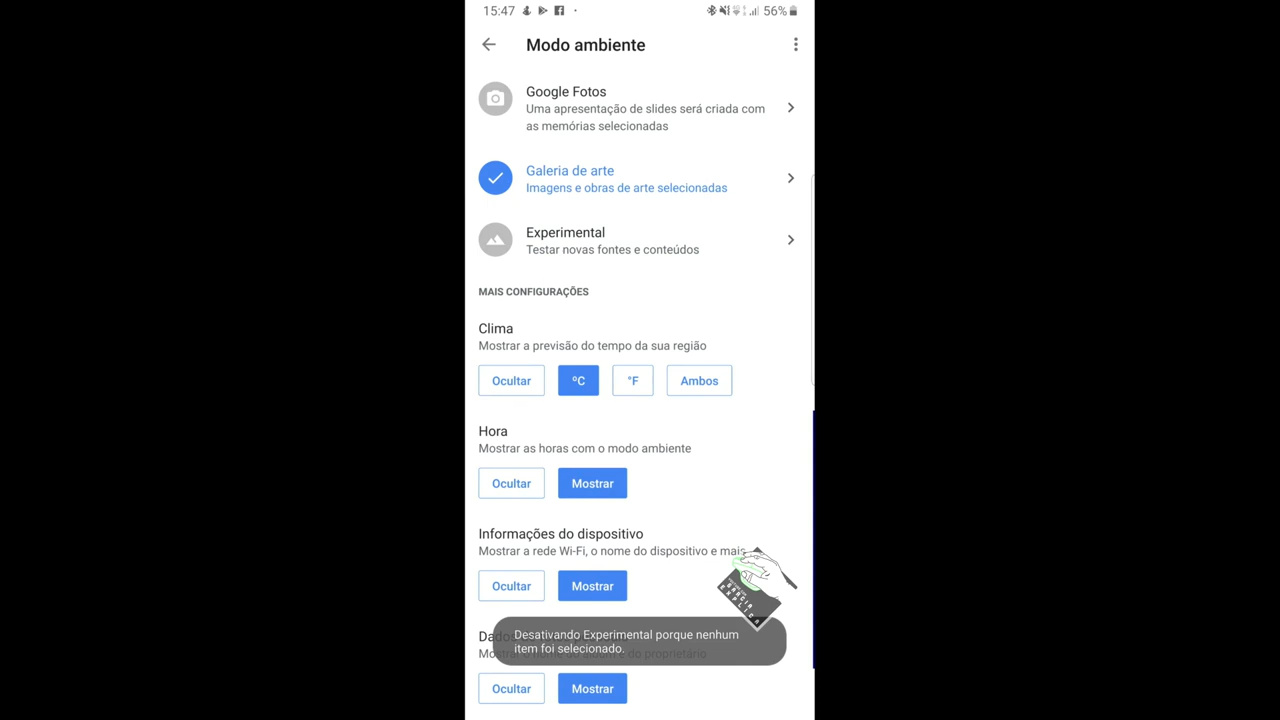 15:47
56%
Modo ambiente
Google Fotos
Uma apresentação de slides será criada com
as memórias selecionadas
Galeria de arte
Imagens e obras de arte selecionadas
Experimental
Testar novas fontes e conteúdos
MAIS CONFIGURAÇÕES
Clima
Mostrar a previsão do tempo da sua região
Ocultar ºC °F Ambos
Hora
Mostrar as horas com o modo ambiente
Ocultar Mostrar
Informações do dispositivo
Mostrar a rede Wi-Fi, o nome do dispositivo e mais
Ocultar Mostrar
GARCIA
EXPLICA
Desativando Experimental porque nenhum
item foi selecionado.
Ocultar Mostrar